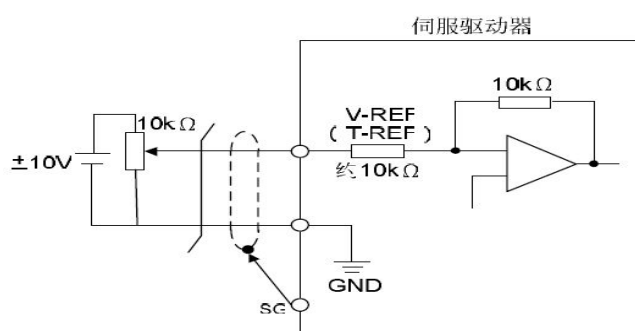 伺服驱动器
10kΩ
V-REF
10kΩ
( T-REF )
±10V
约10kΩ
GND
SG